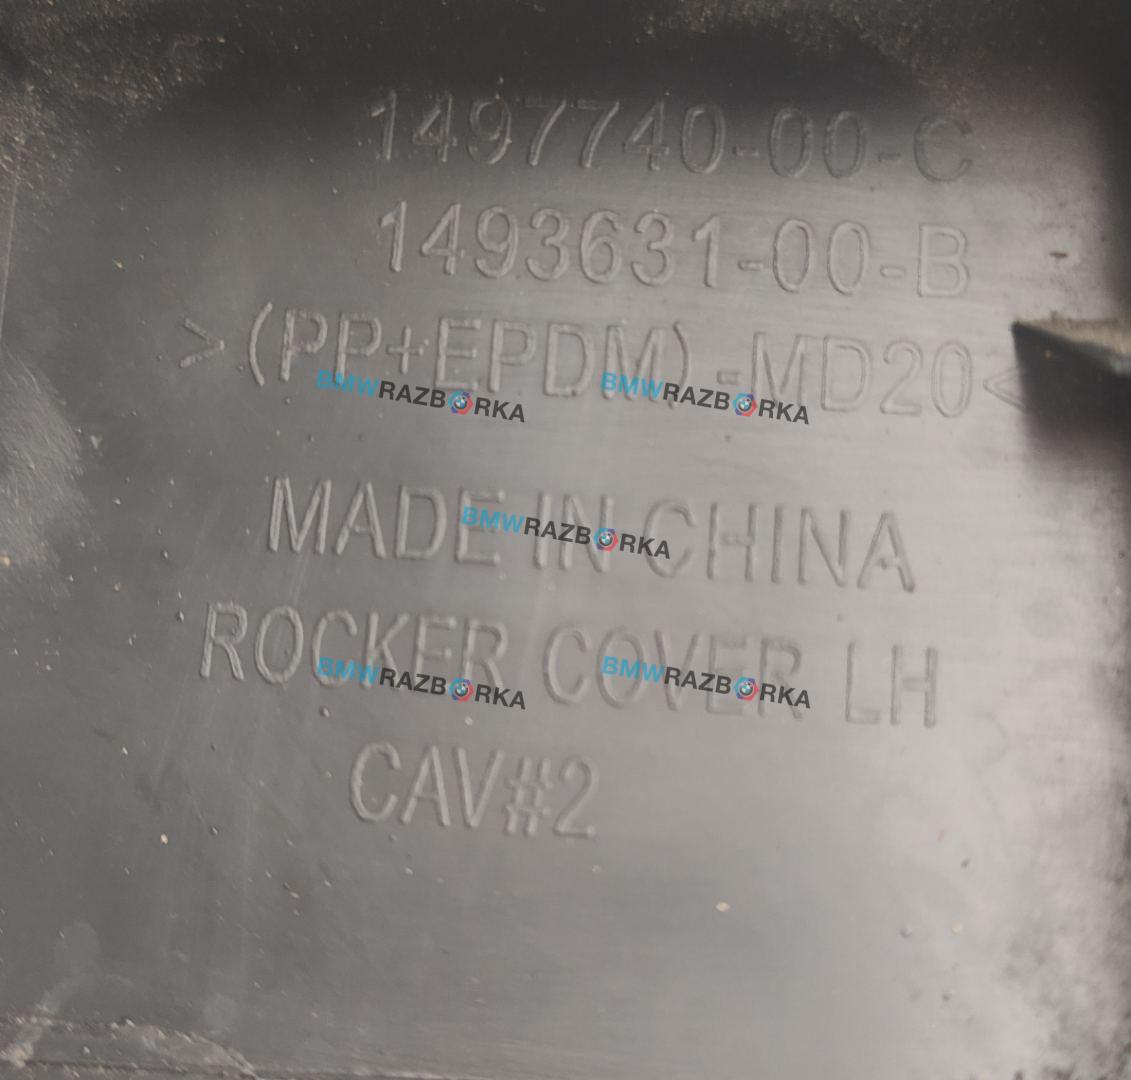 1497740-00-C
1493631-00-B
>(PP+EPDM)-MD20<
BMWRAZBORKA BMWRAZBORKA
MADE IN CHINA
BMWRAZBORKA
ROCKER COVER LH
BMWRAZBORKA BMWRAZBORKA
CAV#2